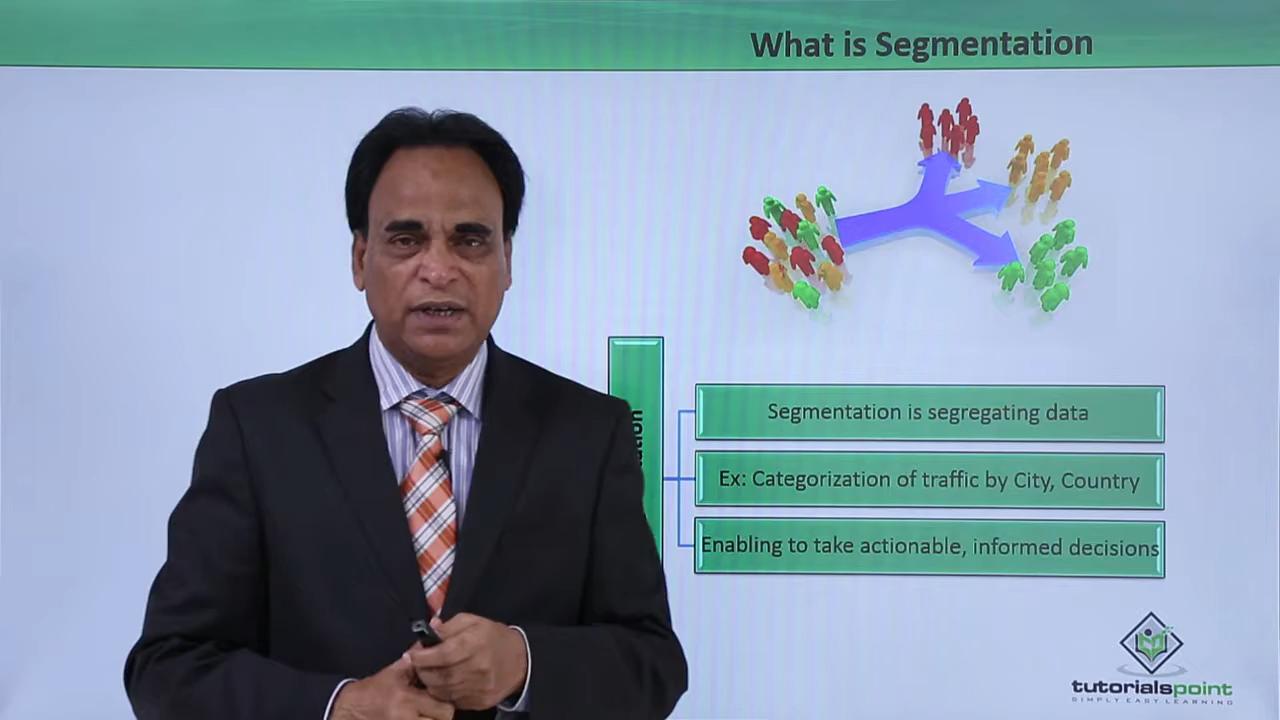 What is Segmentation
Segmentation is segregating data
Ex: Categorization of traffic by City, Country
Enabling to take actionable, informed decisions
tutorialspoint
SIMPLY EASY LEARNING